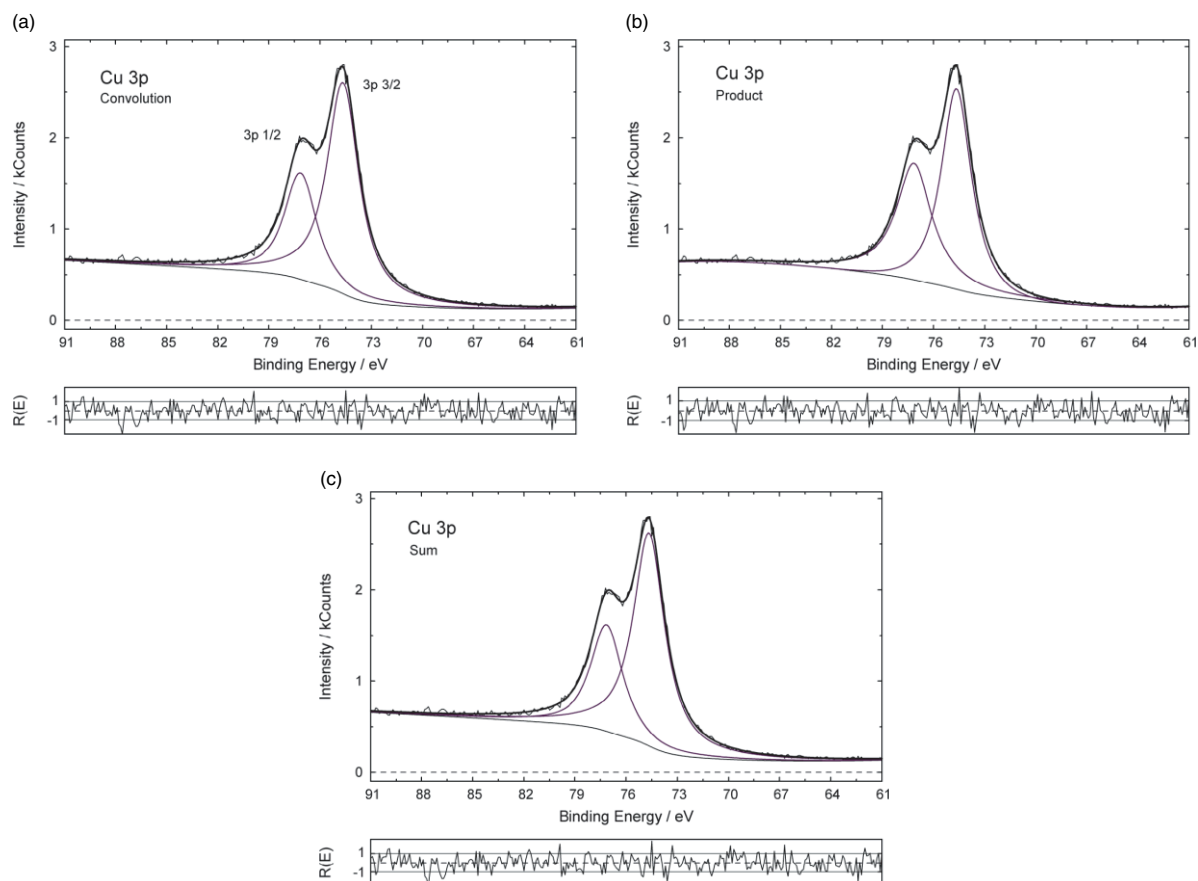 (a)
3
2
1
0
Intensity / kCounts
Cu 3p
Convolution
3p 1/2
3p 3/2
91 88 85 82 79 76 73 70 67 64 61
Binding Energy / eV
R(E)
1
-1
(b)
3
2
1
0
Intensity / kCounts
Cu 3p
Product
91 88 85 82 79 76 73 70 67 64 61
Binding Energy / eV
R(E)
1
-1
(c)
3
2
1
0
Intensity / kCounts
Cu 3p
Sum
91 88 85 82 79 76 73 70 67 64 61
Binding Energy / eV
R(E)
1
-1